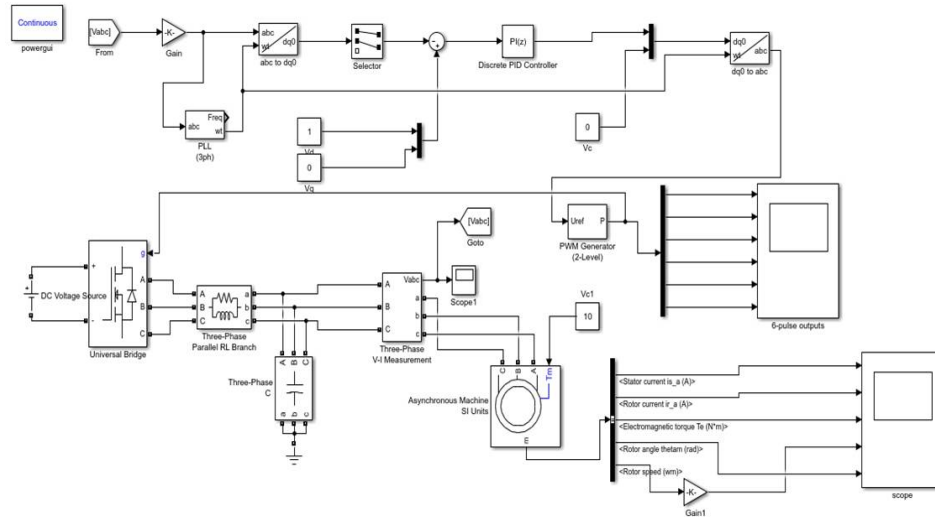 Continuous
powergui
[Vabc]
From
-K-
Gain
abc
wt
dq0
abc to dq0
Selector
PI(z)
Discrete PID Controller
dq0
wt
abc
dq0 to abc
abc
Freq
wt
PLL
(3ph)
1
Vd
0
Vq
0
Vc
Uref
P
PWM Generator
(2-Level)
6-pulse outputs
[Vabc]
Goto
Scope1
DC Voltage Source
+
-
g
A
B
C
Universal Bridge
A
B
C
a
b
c
Three-Phase
Parallel RL Branch
A
B
C
a
b
c
Three-Phase
C
A
B
C
Vabc
a
b
c
Three-Phase
V-I Measurement
Vc1
10
C
B
A
Tm
m
Asynchronous Machine
SI Units
<Stator current is_a (A)>
<Rotor current ir_a (A)>
<Electromagnetic torque Te (N*m)>
<Rotor angle thetam (rad)>
<Rotor speed (wm)>
-K-
Gain1
scope